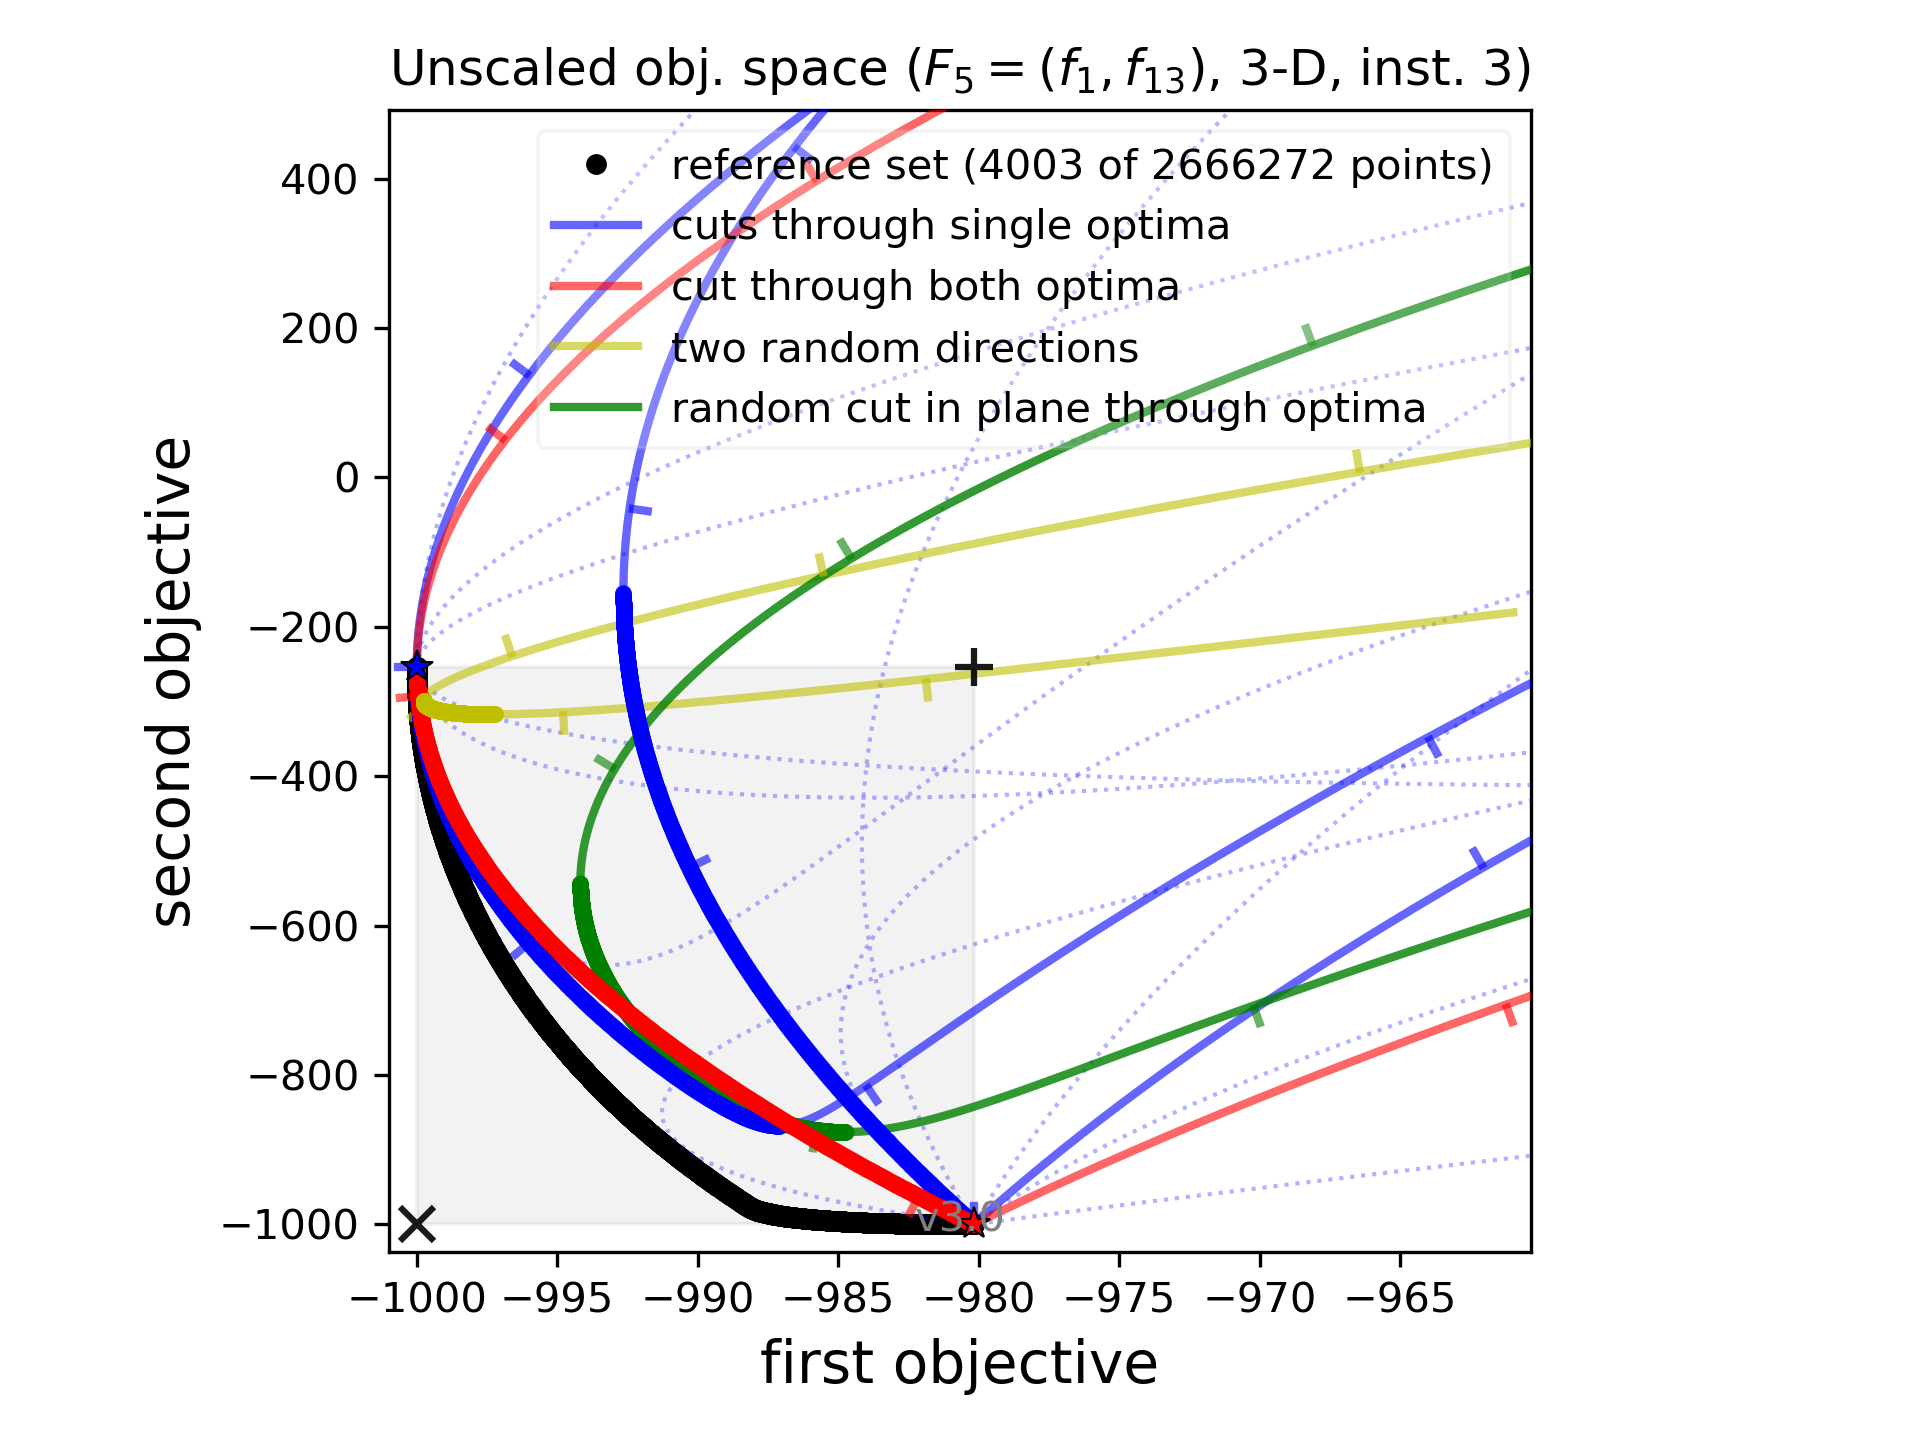 Unscaled obj. space (F₅ = (f₁, f₁₃), 3-D, inst. 3)
reference set (4003 of 2666272 points)
cuts through single optima
cut through both optima
two random directions
random cut in plane through optima
400
200
0
−200
−400
−600
−800
−1000
second objective
v3.0
−1000 −995 −990 −985 −980 −975 −970 −965
first objective